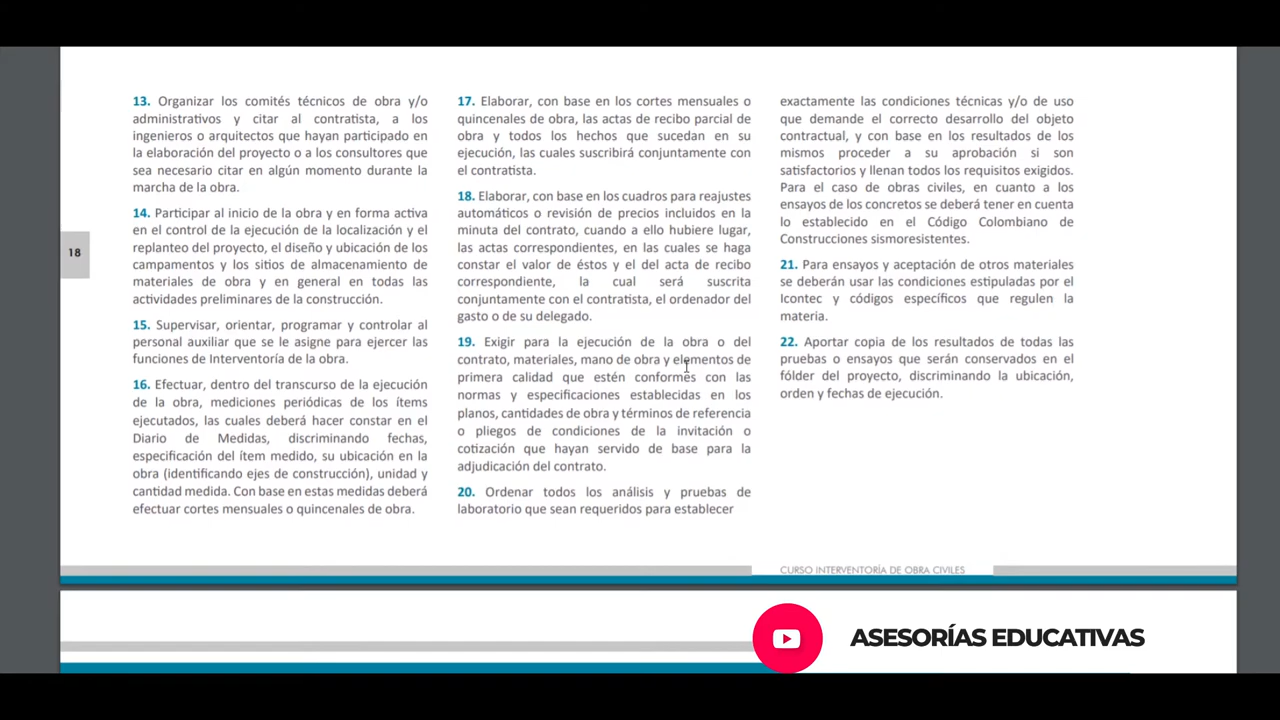 13. Organizar los comités técnicos de obra y/o
administrativos y citar al contratista, a los
ingenieros o arquitectos que hayan participado en
la elaboración del proyecto o a los consultores que
sea necesario citar en algún momento durante la
marcha de la obra.
14. Participar al inicio de la obra y en forma activa
en el control de la ejecución de la localización y el
replanteo del proyecto, el diseño y ubicación de los
campamentos y los sitios de almacenamiento de
materiales de obra y en general en todas las
actividades preliminares de la construcción.
15. Supervisar, orientar, programar y controlar al
personal auxiliar que se le asigne para ejercer las
funciones de Interventoría de la obra.
16. Efectuar, dentro del transcurso de la ejecución
de la obra, mediciones periódicas de los ítems
ejecutados, las cuales deberá hacer constar en el
Diario de Medidas, discriminando fechas,
especificación del ítem medido, su ubicación en la
obra (identificando ejes de construcción), unidad y
cantidad medida. Con base en estas medidas deberá
efectuar cortes mensuales o quincenales de obra.
17. Elaborar, con base en los cortes mensuales o
quincenales de obra, las actas de recibo parcial de
obra y todos los hechos que sucedan en su
ejecución, las cuales suscribirá conjuntamente con
el contratista.
18. Elaborar, con base en los cuadros para reajustes
automáticos o revisión de precios incluidos en la
minuta del contrato, cuando a ello hubiere lugar,
las actas correspondientes, en las cuales se haga
constar el valor de éstos y el del acta de recibo
correspondiente, la cual será suscrita
conjuntamente con el contratista, el ordenador del
gasto o de su delegado.
19. Exigir para la ejecución de la obra o del
contrato, materiales, mano de obra y elementos de
primera calidad que estén conformes con las
normas y especificaciones establecidas en los
planos, cantidades de obra y términos de referencia
o pliegos de condiciones de la invitación o
cotización que hayan servido de base para la
adjudicación del contrato.
20. Ordenar todos los análisis y pruebas de
laboratorio que sean requeridos para establecer
exactamente las condiciones técnicas y/o de uso
que demande el correcto desarrollo del objeto
contractual, y con base en los resultados de los
mismos proceder a su aprobación si son
satisfactorios y llenan todos los requisitos exigidos.
Para el caso de obras civiles, en cuanto a los
ensayos de los concretos se deberá tener en cuenta
lo establecido en el Código Colombiano de
Construcciones sismoresistentes.
21. Para ensayos y aceptación de otros materiales
se deberán usar las condiciones estipuladas por el
Icontec y códigos específicos que regulen la
materia.
22. Aportar copia de los resultados de todas las
pruebas o ensayos que serán conservados en el
fólder del proyecto, discriminando la ubicación,
orden y fechas de ejecución.
18
CURSO INTERVENTORÍA DE OBRA CIVILES
ASESORÍAS EDUCATIVAS